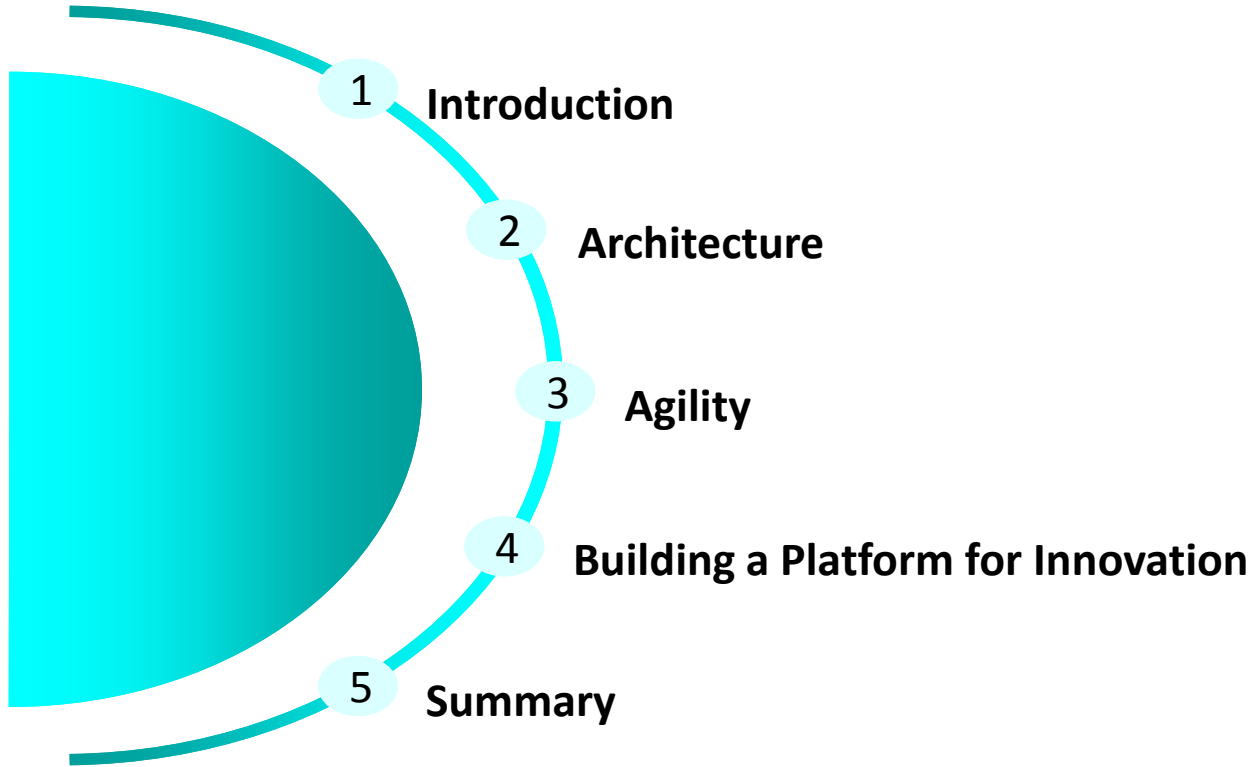 1 Introduction
2 Architecture
3 Agility
4 Building a Platform for Innovation
5 Summary